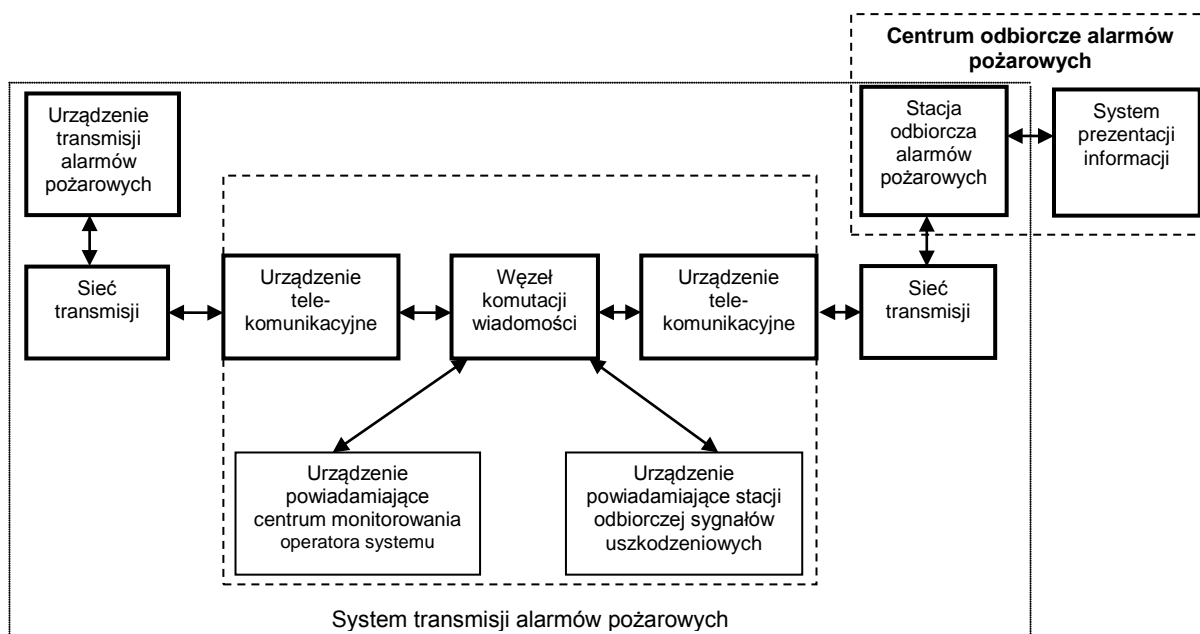 Centrum odbiorcze alarmów
pożarowych
Urządzenie
transmisji
alarmów
pożarowych
Stacja
odbiorcza
alarmów
pożarowych
System
prezentacji
informacji
Sieć
transmisji
Urządzenie
tele-
komunikacyjne
Węzeł
komutacji
wiadomości
Urządzenie
tele-
komunikacyjne
Sieć
transmisji
Urządzenie
powiadamiające
centrum monitorowania
operatora systemu
Urządzenie
powiadamiające stacji
odbiorczej sygnałów
uszkodzeniowych
System transmisji alarmów pożarowych